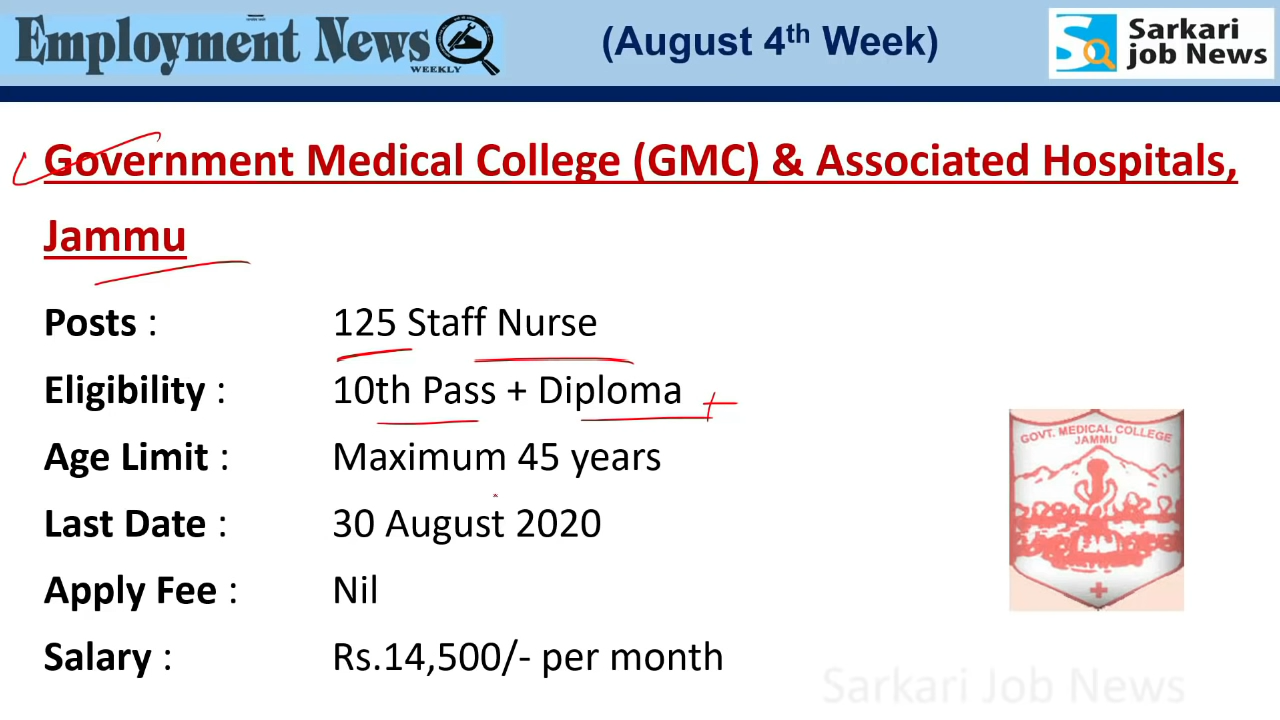 Employment News
WEEKLY
(August 4th Week)
Sarkari
job News
Government Medical College (GMC) & Associated Hospitals,
Jammu
Posts : 125 Staff Nurse
Eligibility : 10th Pass + Diploma +
Age Limit : Maximum 45 years
Last Date : 30 August 2020
Apply Fee : Nil
Salary : Rs.14,500/- per month
GOVT. MEDICAL COLLEGE
JAMMU
Sarkari Job News